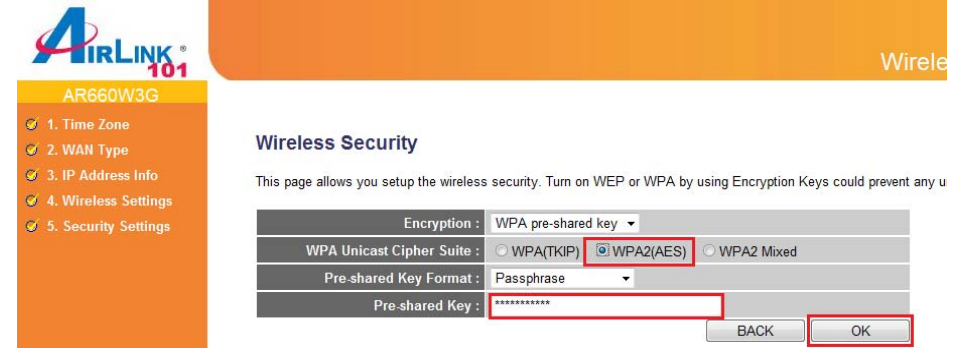 AIRLINK®
101
Wirele
AR660W3G
1. Time Zone
2. WAN Type
3. IP Address Info
4. Wireless Settings
5. Security Settings
Wireless Security
This page allows you setup the wireless security. Turn on WEP or WPA by using Encryption Keys could prevent any u
Encryption : WPA pre-shared key
WPA Unicast Cipher Suite : WPA(TKIP) WPA2(AES) WPA2 Mixed
Pre-shared Key Format : Passphrase
Pre-shared Key : ***********
BACK OK